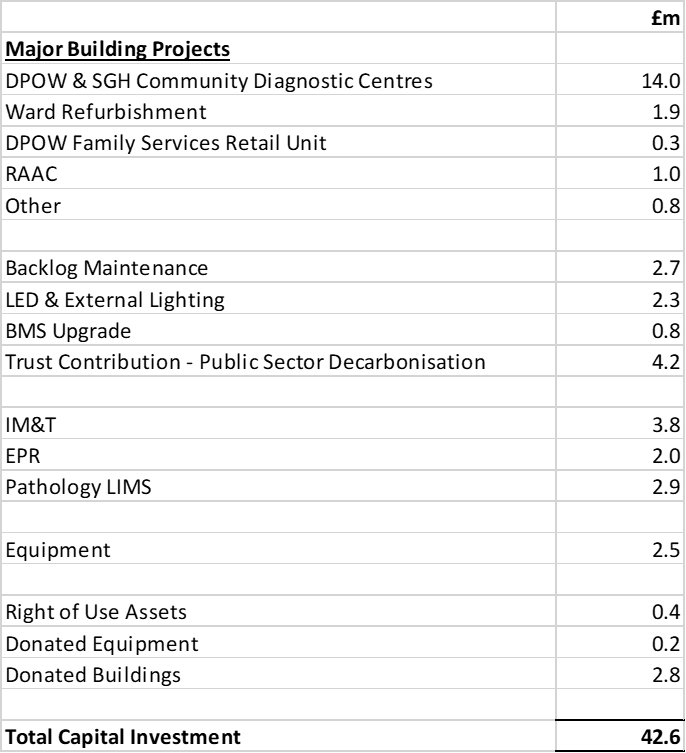 £m
Major Building Projects
DPOW & SGH Community Diagnostic Centres 14.0
Ward Refurbishment 1.9
DPOW Family Services Retail Unit 0.3
RAAC 1.0
Other 0.8
Backlog Maintenance 2.7
LED & External Lighting 2.3
BMS Upgrade 0.8
Trust Contribution - Public Sector Decarbonisation 4.2
IM&T 3.8
EPR 2.0
Pathology LIMS 2.9
Equipment 2.5
Right of Use Assets 0.4
Donated Equipment 0.2
Donated Buildings 2.8
Total Capital Investment 42.6